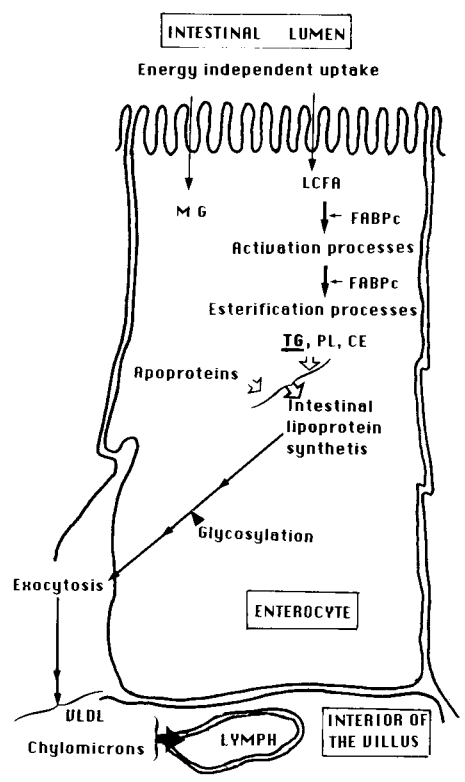 INTESTINAL LUMEN
Energy independent uptake
LCFA
MG
FABPc
Activation processes
FABPc
Esterification processes
TG, PL, CE
Apoproteins
Intestinal
lipoprotein
synthetis
Glycosylation
Exocytosis
ENTEROCYTE
VLDL
Chylomicrons
LYMPH
INTERIOR OF
THE VILLUS